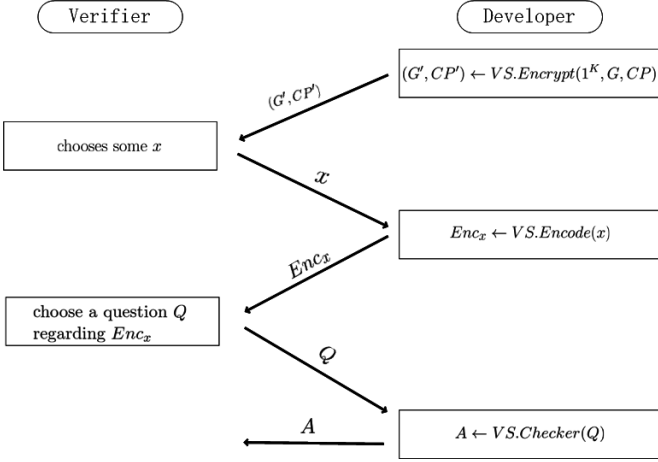 Verifier
Developer
(G′, CP′) ← VS.Encrypt(1^K, G, CP)
(G′, CP′)
chooses some x
x
Enc_x ← VS.Encode(x)
Enc_x
choose a question Q
regarding Enc_x
Q
A
A ← VS.Checker(Q)